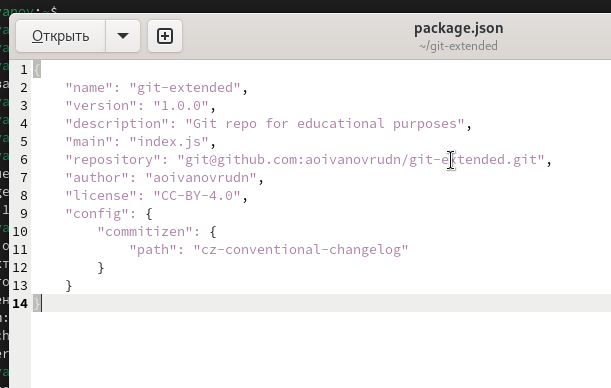 anov:~$
Открыть
package.json
~/git-extended
1 {
2     "name": "git-extended",
3     "version": "1.0.0",
4     "description": "Git repo for educational purposes",
5     "main": "index.js",
6     "repository": "git@github.com:aoivanovrudn/git-extended.git",
7     "author": "aoivanovrudn",
8     "license": "CC-BY-4.0",
9     "config": {
10         "commitizen": {
11             "path": "cz-conventional-changelog"
12         }
13     }
14 }